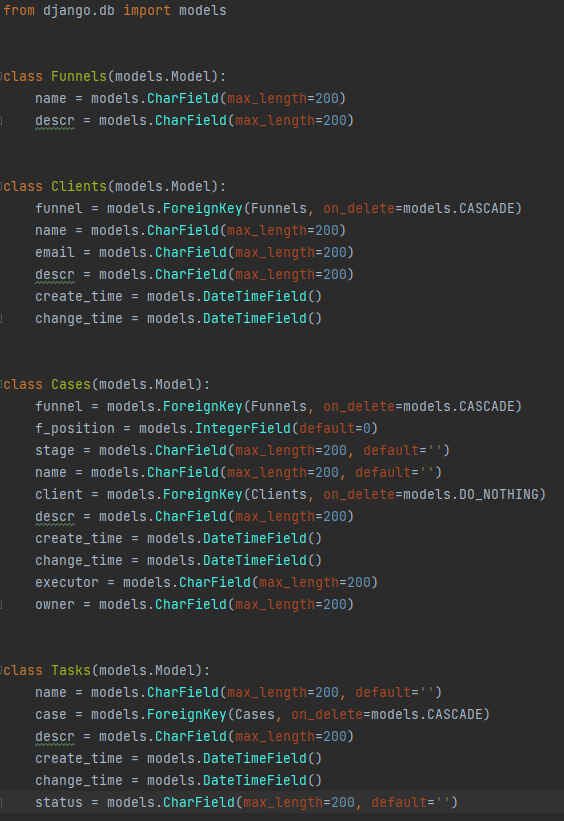 from django.db import models
class Funnels(models.Model):
name = models.CharField(max_length=200)
descr = models.CharField(max_length=200)
class Clients(models.Model):
funnel = models.ForeignKey(Funnels, on_delete=models.CASCADE)
name = models.CharField(max_length=200)
email = models.CharField(max_length=200)
descr = models.CharField(max_length=200)
create_time = models.DateTimeField()
change_time = models.DateTimeField()
class Cases(models.Model):
funnel = models.ForeignKey(Funnels, on_delete=models.CASCADE)
f_position = models.IntegerField(default=0)
stage = models.CharField(max_length=200, default='')
name = models.CharField(max_length=200, default='')
client = models.ForeignKey(Clients, on_delete=models.DO_NOTHING)
descr = models.CharField(max_length=200)
create_time = models.DateTimeField()
change_time = models.DateTimeField()
executor = models.CharField(max_length=200)
owner = models.CharField(max_length=200)
class Tasks(models.Model):
name = models.CharField(max_length=200, default='')
case = models.ForeignKey(Cases, on_delete=models.CASCADE)
descr = models.CharField(max_length=200)
create_time = models.DateTimeField()
change_time = models.DateTimeField()
status = models.CharField(max_length=200, default='')